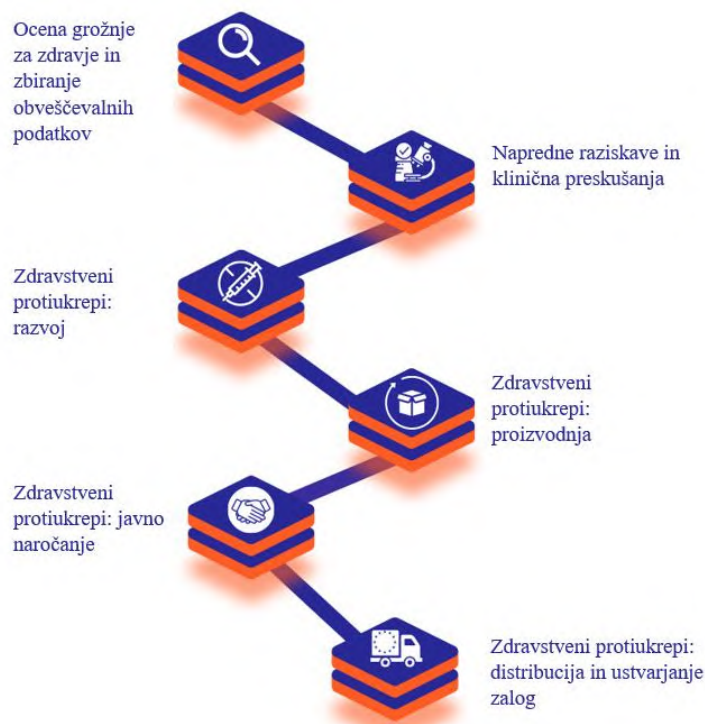 Ocena grožnje
za zdravje in
zbiranje
obveščevalnih
podatkov
Napredne raziskave in
klinična preskušanja
Zdravstveni
protiukrepi:
razvoj
Zdravstveni
protiukrepi:
proizvodnja
Zdravstveni
protiukrepi: javno
naročanje
Zdravstveni protiukrepi:
distribucija in ustvarjanje
zalog